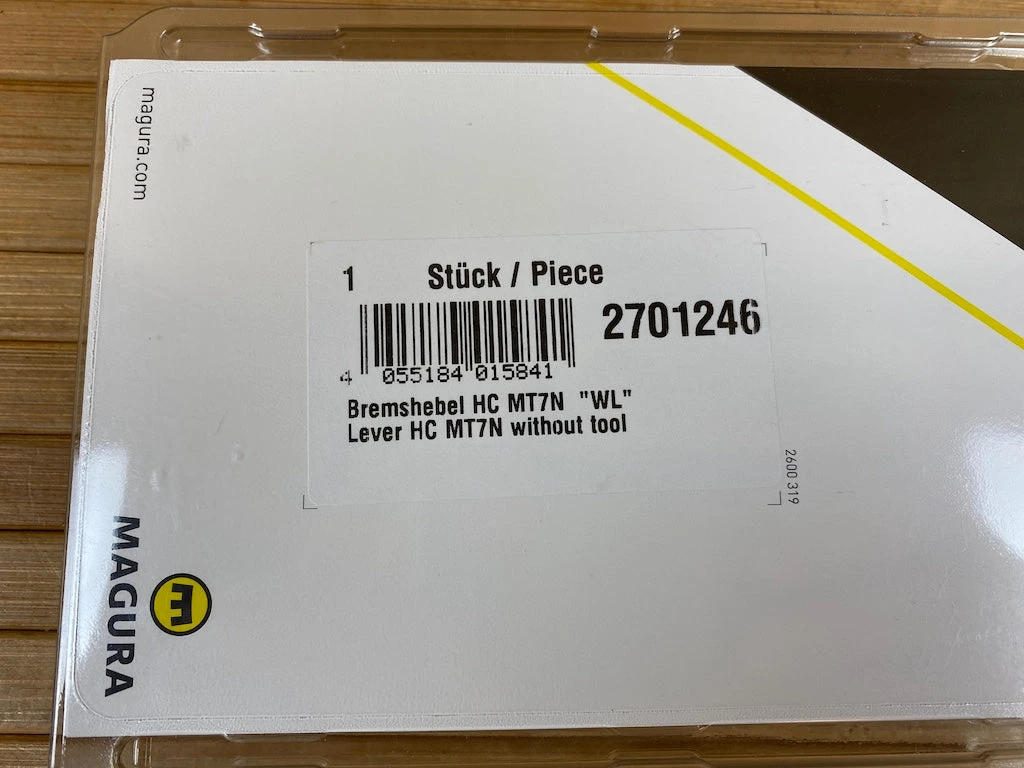 magura.com
1 Stück / Piece
2701246
4 055184 015841
Bremshebel HC MT7N "WL"
Lever HC MT7N without tool
2600 319
MAGURA